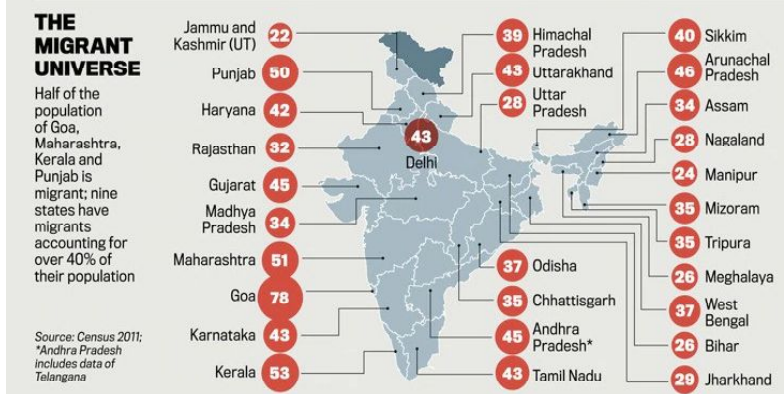 THE
MIGRANT
UNIVERSE
Half of the
population
of Goa,
Maharashtra,
Kerala and
Punjab is
migrant; nine
states have
migrants
accounting for
over 40% of
their population
Source: Census 2011;
*Andhra Pradesh
includes data of
Telangana
Jammu and
Kashmir (UT) 22
Punjab 50
Haryana 42
Rajasthan 32
Gujarat 45
Madhya
Pradesh 34
Maharashtra 51
Goa 78
Karnataka 43
Kerala 53
43
Delhi
39 Himachal
Pradesh
43 Uttarakhand
28 Uttar
Pradesh
37 Odisha
35 Chhattisgarh
45 Andhra
Pradesh*
43 Tamil Nadu
40 Sikkim
46 Arunachal
Pradesh
34 Assam
28 Nagaland
24 Manipur
35 Mizoram
35 Tripura
26 Meghalaya
37 West
Bengal
26 Bihar
29 Jharkhand